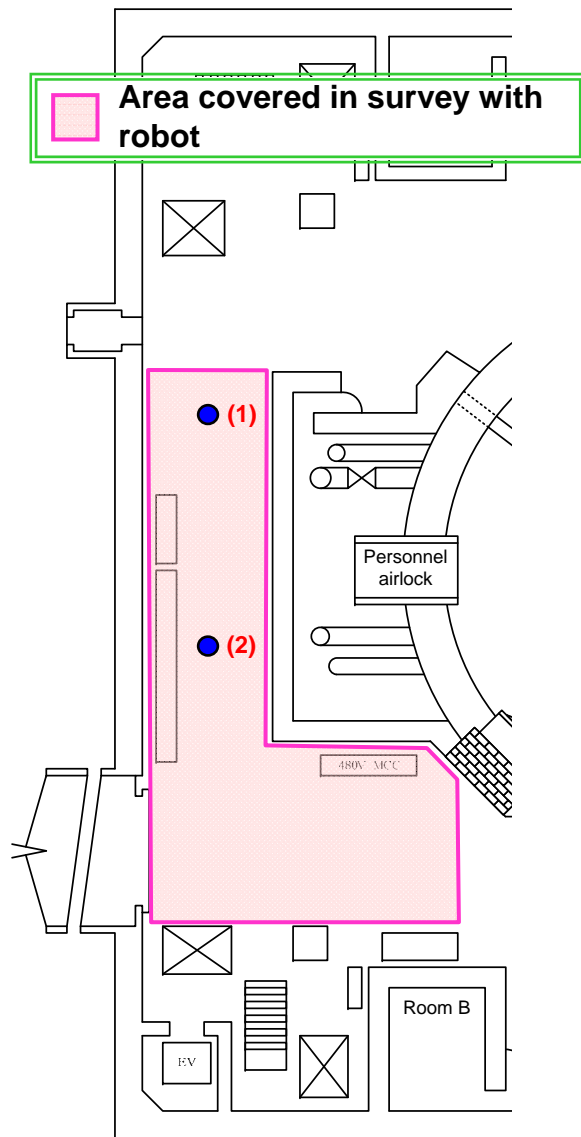 Area covered in survey with
robot
(1)
Personnel
airlock
(2)
480V MCC
Room B
EV